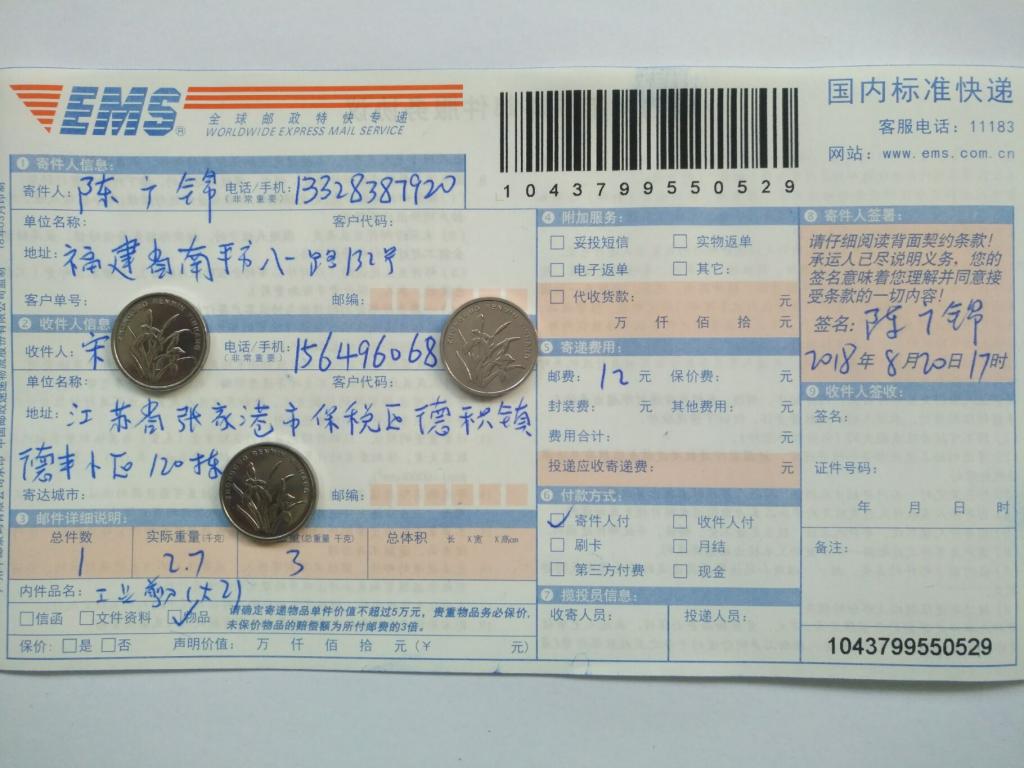 EMS
全球邮政特快专递
WORLDWIDE EXPRESS MAIL SERVICE
1043799550529
国内标准快递
客服电话：11183
网站：www.ems.com.cn
❶ 寄件人信息：
寄件人：陈广锦 电话/手机：13328387920
（非常重要）
单位名称： 客户代码：
地址：福建省南平市八一路132号
客户单号： 邮编：
❷ 收件人信息
收件人：宋 电话/手机：156496068
（非常重要）
单位名称： 客户代码：
地址：江苏省张家港市保税区德积镇
德丰小区120栋
寄达城市： 邮编：
❸ 邮件详细说明：
总件数 实际重量（千克） （总重量 千克） 总体积 长 X宽 X高cm
1 2.7 3
内件品名：工业剪刀(大2)
信函 文件资料 物品
请确定寄递物品单件价值不超过5万元，贵重物品务必保价，
未保价物品的赔偿额为所付邮费的3倍。
保价：是 否 声明价值： 万 仟 佰 拾 元（￥ 元）
❹ 附加服务：
妥投短信 实物返单
电子返单 其它：
代收货款： 元
万 仟 佰 拾 元
❺ 寄递费用：
邮费：12元 保价费： 元
封装费： 元 其他费用： 元
费用合计： 元
投递应收寄递费： 元
❻ 付款方式：
寄件人付 收件人付
刷卡 月结
第三方付费 现金
❼ 揽投员信息：
收寄人员： 投递人员：
❽ 寄件人签署：
请仔细阅读背面契约条款！
承运人已尽说明义务，您的
签名意味着您理解并同意接
受条款的一切内容！
签名：陈广锦
2018年8月20日17时
❾ 收件人签收：
签名：
证件号码：
年 月 日 时
备注：
1043799550529